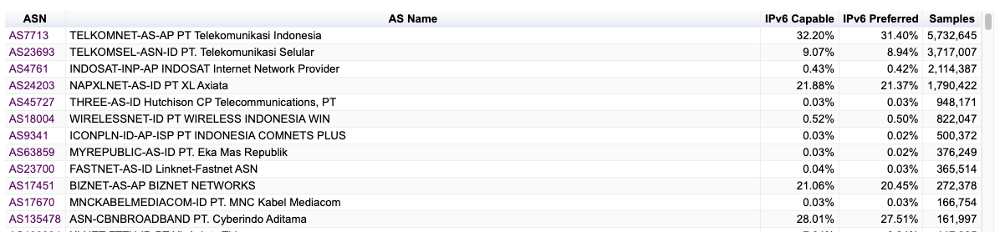 ASN AS Name IPv6 Capable IPv6 Preferred Samples
AS7713 TELKOMNET-AS-AP PT Telekomunikasi Indonesia 32.20% 31.40% 5,732,645
AS23693 TELKOMSEL-ASN-ID PT. Telekomunikasi Selular 9.07% 8.94% 3,717,007
AS4761 INDOSAT-INP-AP INDOSAT Internet Network Provider 0.43% 0.42% 2,114,387
AS24203 NAPXLNET-AS-ID PT XL Axiata 21.88% 21.37% 1,790,422
AS45727 THREE-AS-ID Hutchison CP Telecommunications, PT 0.03% 0.03% 948,171
AS18004 WIRELESSNET-ID PT WIRELESS INDONESIA WIN 0.52% 0.50% 822,047
AS9341 ICONPLN-ID-AP-ISP PT INDONESIA COMNETS PLUS 0.03% 0.02% 500,372
AS63859 MYREPUBLIC-AS-ID PT. Eka Mas Republik 0.03% 0.02% 376,249
AS23700 FASTNET-AS-ID Linknet-Fastnet ASN 0.04% 0.03% 365,514
AS17451 BIZNET-AS-AP BIZNET NETWORKS 21.06% 20.45% 272,378
AS17670 MNCKABELMEDIACOM-ID PT. MNC Kabel Mediacom 0.03% 0.03% 166,754
AS135478 ASN-CBNBROADBAND PT. Cyberindo Aditama 28.01% 27.51% 161,997